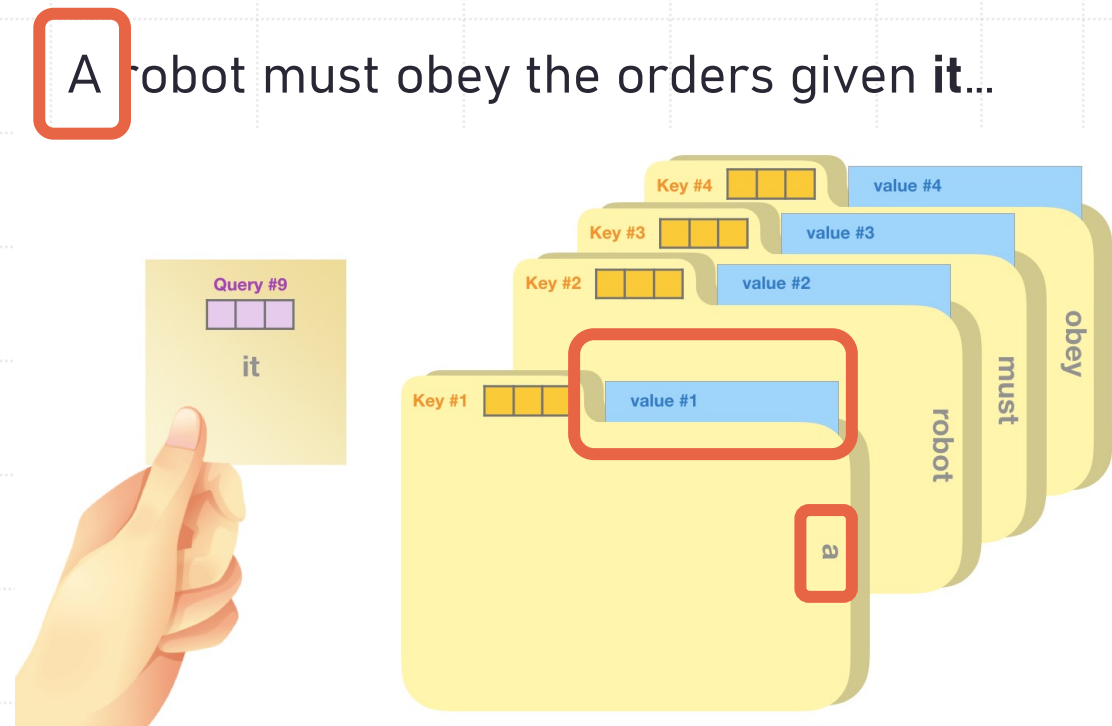 A robot must obey the orders given it...
Key #4 value #4
Key #3 value #3
Key #2 value #2
Key #1 value #1
Query #9
it
a
robot
must
obey